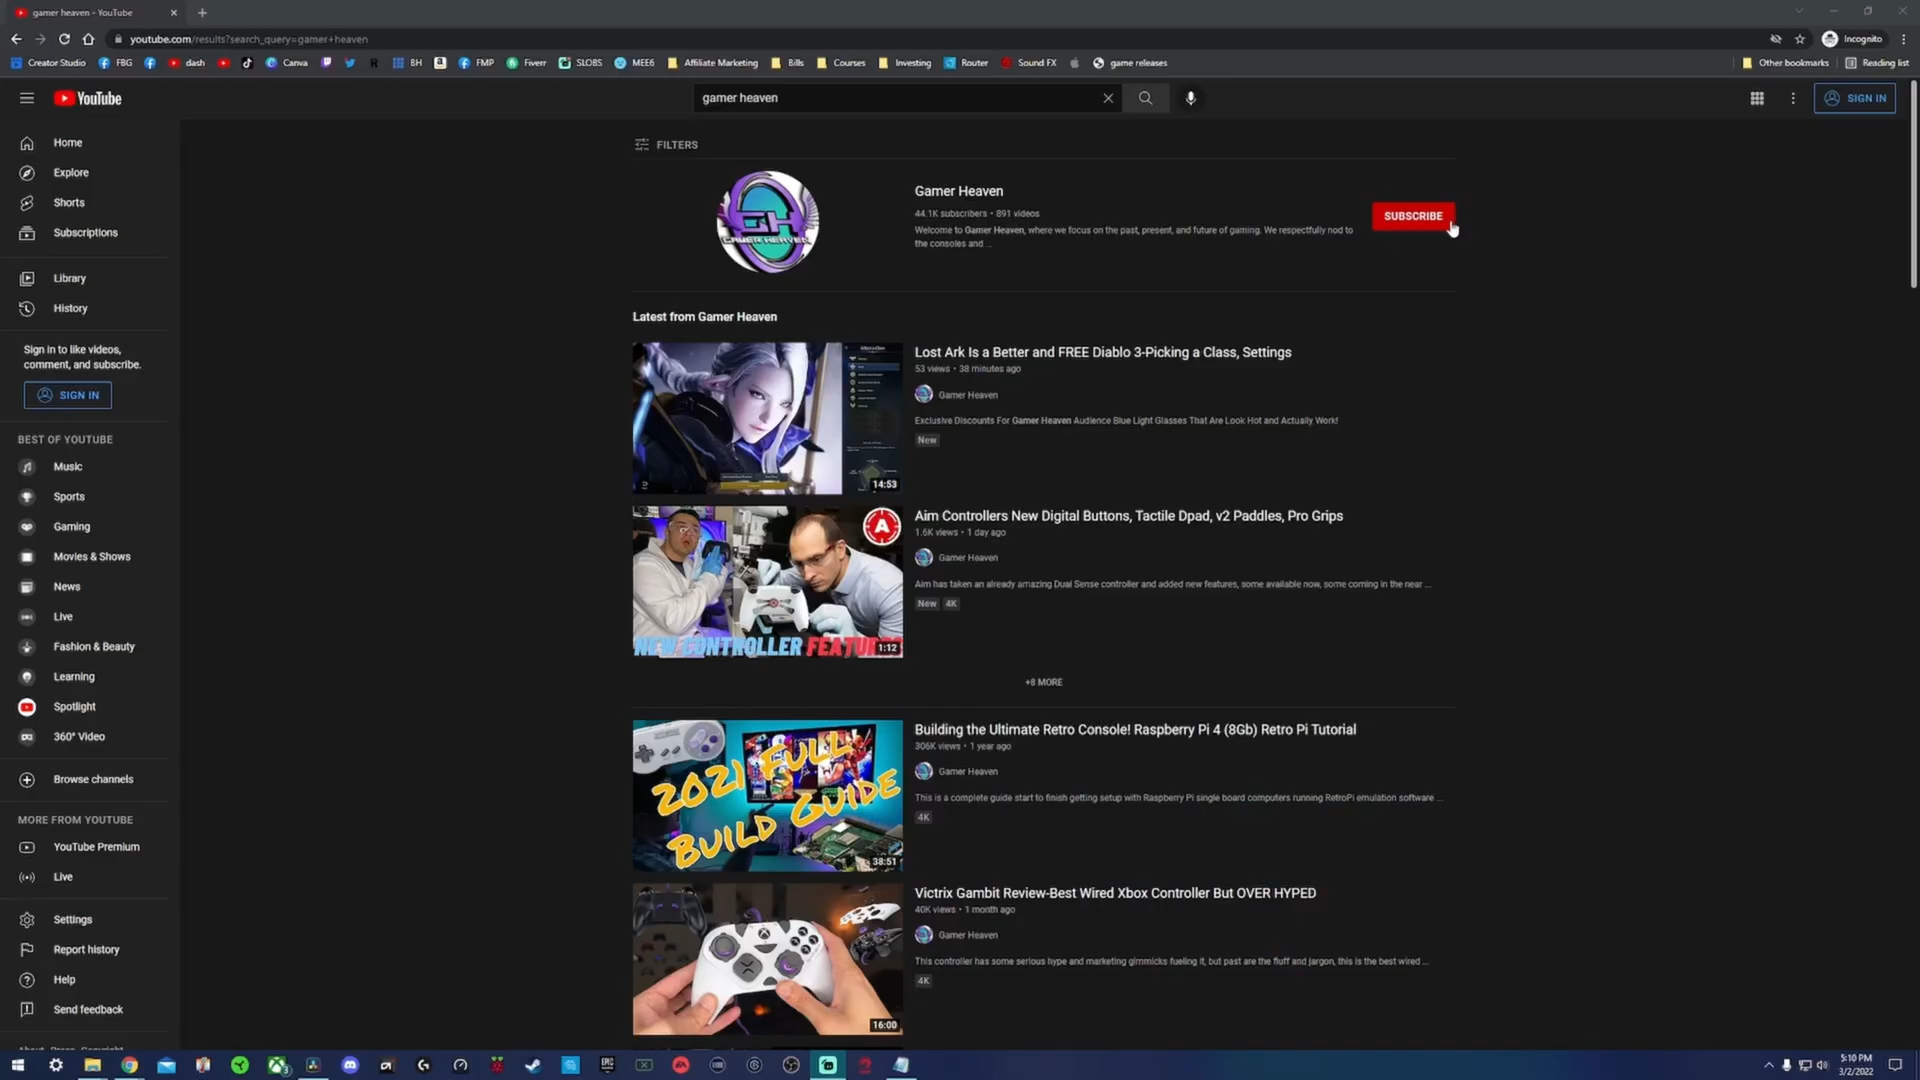 gamer heaven - YouTube
youtube.com/results?search_query=gamer+heaven
Incognito
Creator Studio
FBG
dash
Canva
BH
FMP
Fiverr
SLOBS
MEE6
Affiliate Marketing
Bills
Courses
Investing
Router
Sound FX
game releases
Other bookmarks
Reading list
YouTube
gamer heaven
SIGN IN
Home
Explore
Shorts
Subscriptions
Library
History
Sign in to like videos,
comment, and subscribe.
SIGN IN
BEST OF YOUTUBE
Music
Sports
Gaming
Movies & Shows
News
Live
Fashion & Beauty
Learning
Spotlight
360° Video
Browse channels
MORE FROM YOUTUBE
YouTube Premium
Live
Settings
Report history
Help
Send feedback
FILTERS
GH
GAMER HEAVEN
Gamer Heaven
44.1K subscribers • 891 videos
Welcome to Gamer Heaven, where we focus on the past, present, and future of gaming. We respectfully nod to
the consoles and ...
SUBSCRIBE
Latest from Gamer Heaven
14:53
Lost Ark Is a Better and FREE Diablo 3-Picking a Class, Settings
53 views • 38 minutes ago
Gamer Heaven
Exclusive Discounts For Gamer Heaven Audience Blue Light Glasses That Are Look Hot and Actually Work!
New
A
NEW CONTROLLER
1:12
Aim Controllers New Digital Buttons, Tactile Dpad, v2 Paddles, Pro Grips
1.6K views • 1 day ago
Gamer Heaven
Aim has taken an already amazing Dual Sense controller and added new features, some available now, some coming in the near ...
New 4K
+8 MORE
2021 FULL
BUILD GUIDE
38:51
Building the Ultimate Retro Console! Raspberry Pi 4 (8Gb) Retro Pi Tutorial
306K views • 1 year ago
Gamer Heaven
This is a complete guide start to finish getting setup with Raspberry Pi single board computers running RetroPi emulation software ...
4K
16:00
Victrix Gambit Review-Best Wired Xbox Controller But OVER HYPED
40K views • 1 month ago
Gamer Heaven
This controller has some serious hype and marketing gimmicks fueling it, but past are the fluff and jargon, this is the best wired ...
4K
EPIC
5:10 PM
3/2/2022